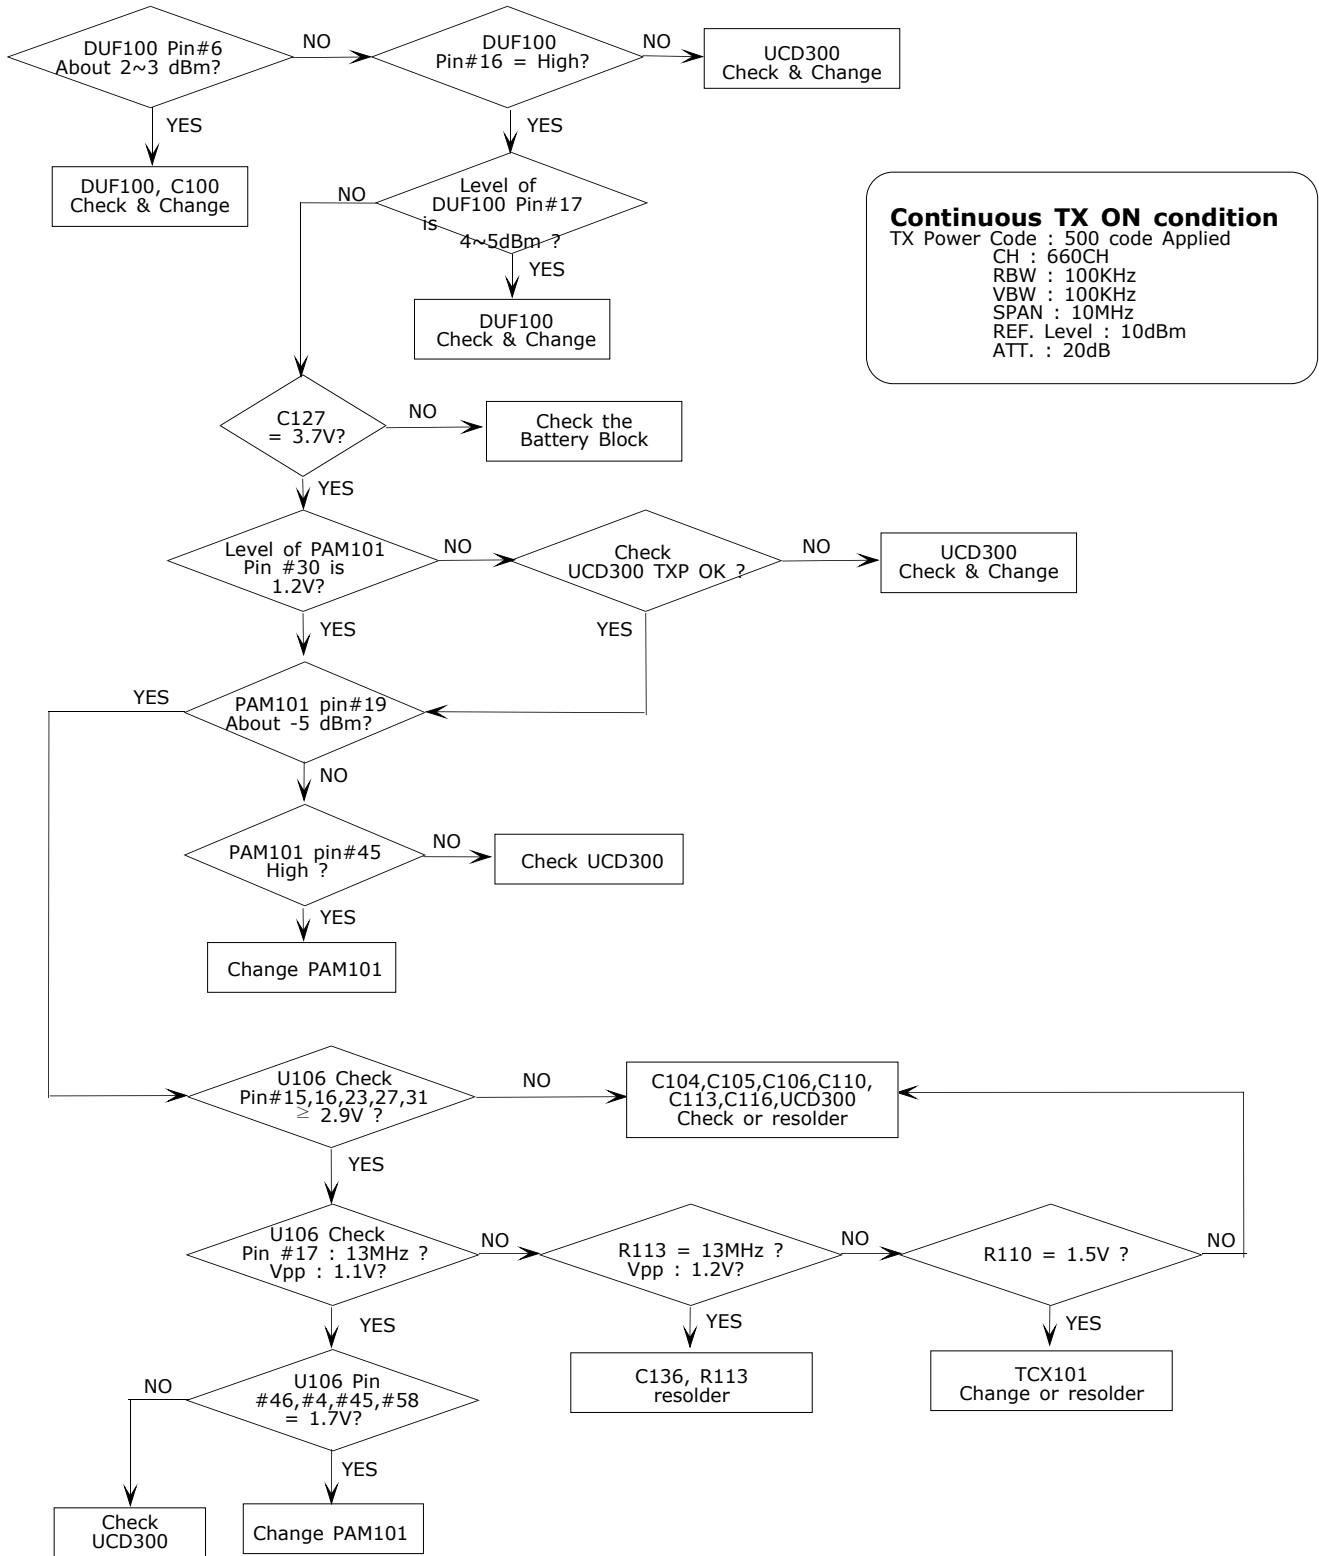 DUF100 Pin#6
About 2~3 dBm?
NO
DUF100
Pin#16 = High?
NO
UCD300
Check & Change
YES
YES
DUF100, C100
Check & Change
NO
Level of
DUF100 Pin#17
is
4~5dBm ?
YES
DUF100
Check & Change
Continuous TX ON condition
TX Power Code : 500 code Applied
CH : 660CH
RBW : 100KHz
VBW : 100KHz
SPAN : 10MHz
REF. Level : 10dBm
ATT. : 20dB
C127
= 3.7V?
NO
Check the
Battery Block
YES
Level of PAM101
Pin #30 is
1.2V?
NO
Check
UCD300 TXP OK ?
NO
UCD300
Check & Change
YES
YES
YES
PAM101 pin#19
About -5 dBm?
NO
PAM101 pin#45
High ?
NO
Check UCD300
YES
Change PAM101
U106 Check
Pin#15,16,23,27,31
≥ 2.9V ?
NO
C104,C105,C106,C110,
C113,C116,UCD300
Check or resolder
YES
U106 Check
Pin #17 : 13MHz ?
Vpp : 1.1V?
NO
R113 = 13MHz ?
Vpp : 1.2V?
NO
R110 = 1.5V ?
NO
YES
YES
YES
C136, R113
resolder
TCX101
Change or resolder
NO
U106 Pin
#46,#4,#45,#58
= 1.7V?
YES
Check
UCD300
Change PAM101